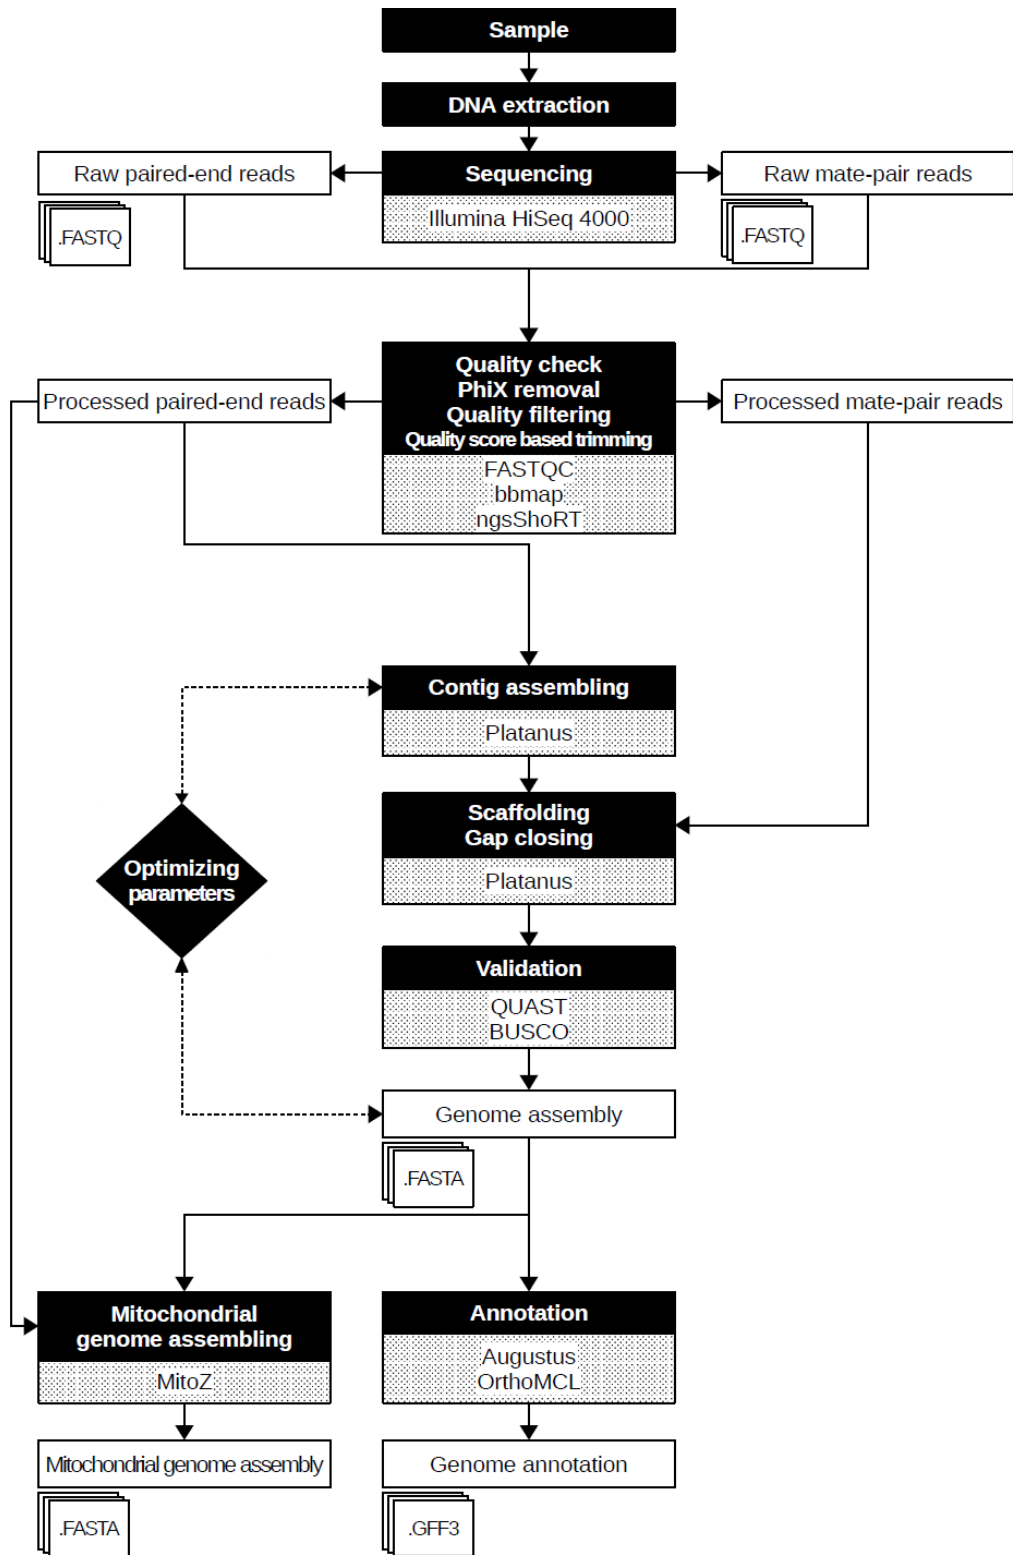 Sample
DNA extraction
Raw paired-end reads
Sequencing
Raw mate-pair reads
Illumina HiSeq 4000
.FASTQ
.FASTQ
Quality check
PhiX removal
Quality filtering
Quality score based trimming
Processed paired-end reads
Processed mate-pair reads
FASTQC
bbmap
ngsShoRT
Contig assembling
Platanus
Scaffolding
Gap closing
Platanus
Optimizing
parameters
Validation
QUAST
BUSCO
Genome assembly
.FASTA
Mitochondrial
genome assembling
MitoZ
Annotation
Augustus
OrthoMCL
Mitochondrial genome assembly
Genome annotation
.FASTA
.GFF3